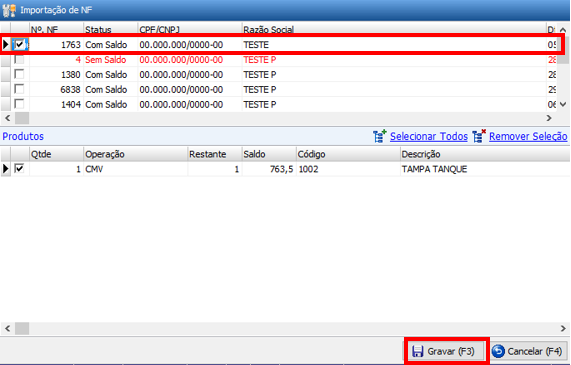 Importação de NF
Nº. NF Status CPF/CNPJ Razão Social
1763 Com Saldo 00.000.000/0000-00 TESTE 05
4 Sem Saldo 00.000.000/0000-00 TESTE P 28
1380 Com Saldo 00.000.000/0000-00 TESTE P 28
6838 Com Saldo 00.000.000/0000-00 TESTE P 29
1404 Com Saldo 00.000.000/0000-00 TESTE P 06
Produtos Selecionar Todos Remover Seleção
Qtde Operação Restante Saldo Código Descrição
1 CMV 1 763,5 1002 TAMPA TANQUE
Gravar (F3) Cancelar (F4)